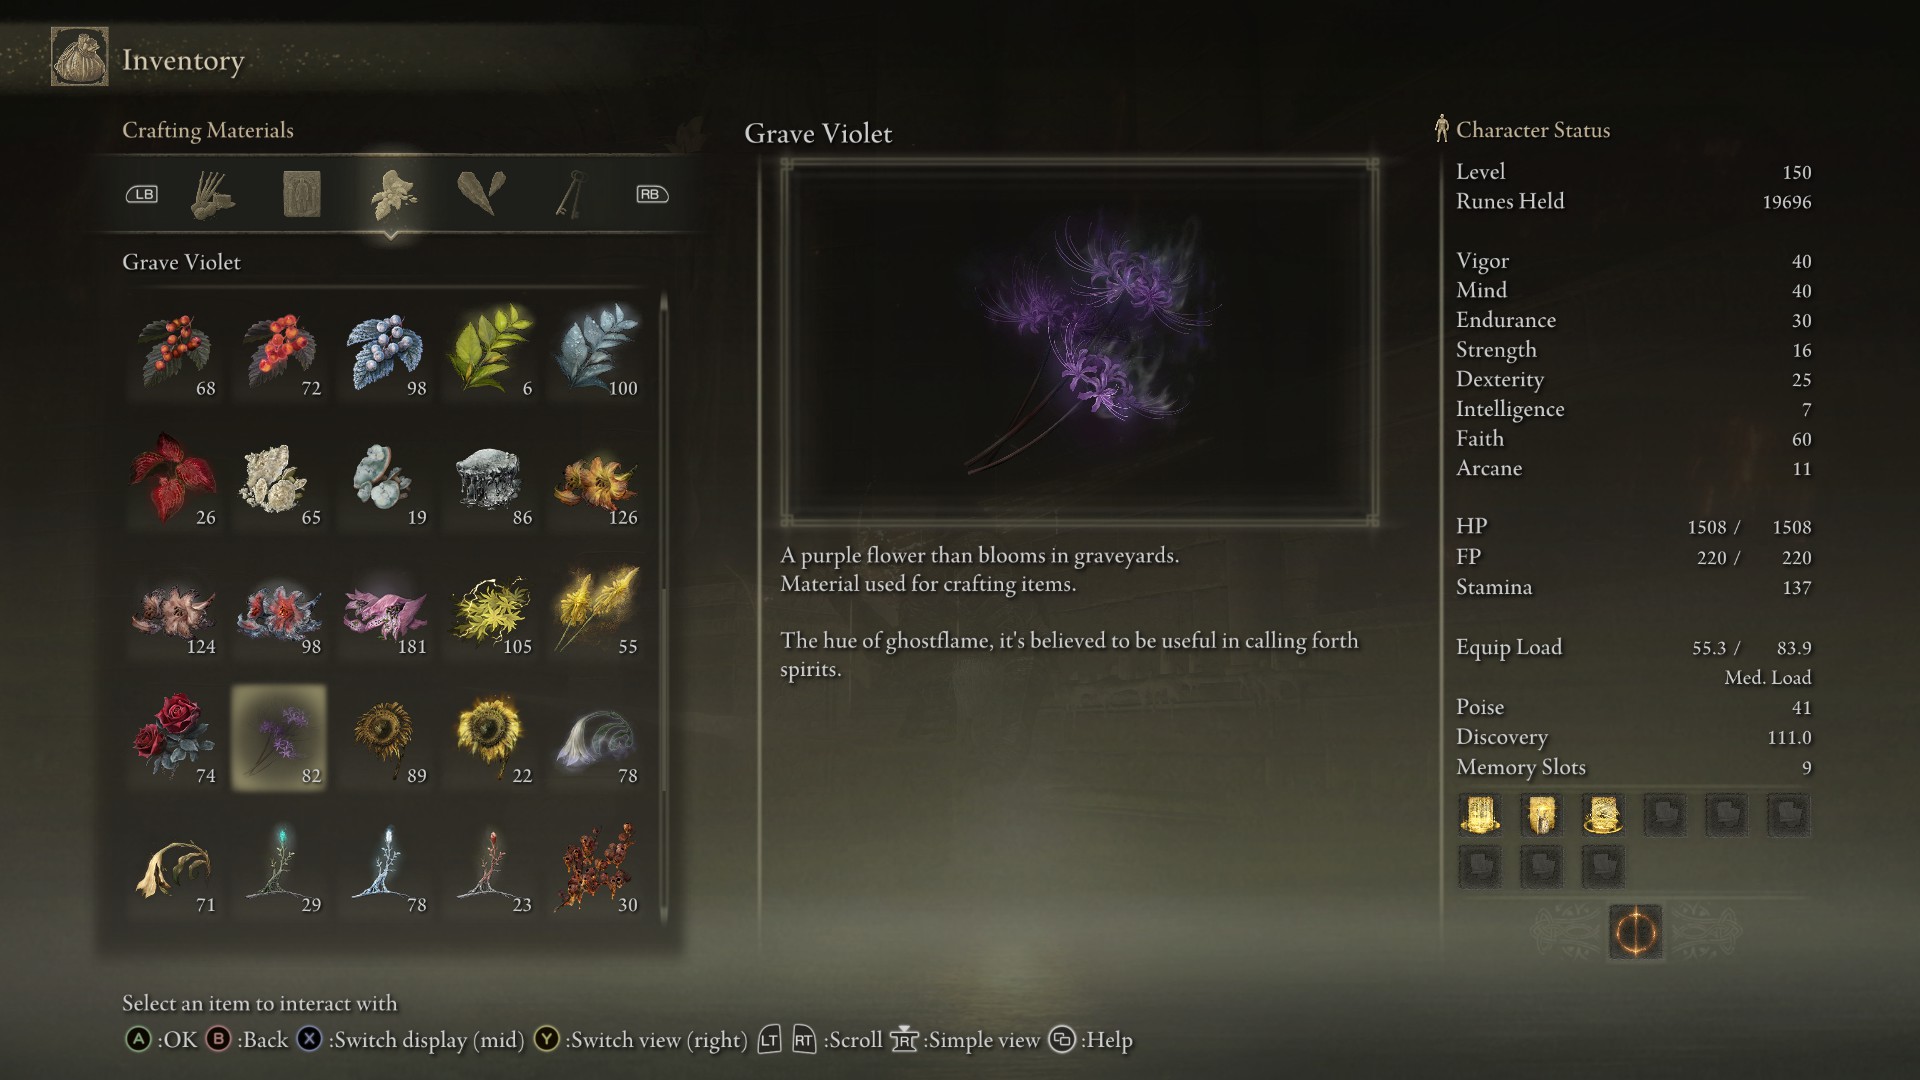 Inventory
Crafting Materials
LB
RB
Grave Violet
68 72 98 6 100
26 65 19 86 126
124 98 181 105 55
74 82 89 22 78
71 29 78 23 30
Grave Violet
A purple flower than blooms in graveyards.
Material used for crafting items.
The hue of ghostflame, it's believed to be useful in calling forth
spirits.
Character Status
Level 150
Runes Held 19696
Vigor 40
Mind 40
Endurance 30
Strength 16
Dexterity 25
Intelligence 7
Faith 60
Arcane 11
HP 1508 / 1508
FP 220 / 220
Stamina 137
Equip Load 55.3 / 83.9
Med. Load
Poise 41
Discovery 111.0
Memory Slots 9
Select an item to interact with
A :OK B :Back X :Switch display (mid) Y :Switch view (right) LT RT :Scroll R :Simple view :Help